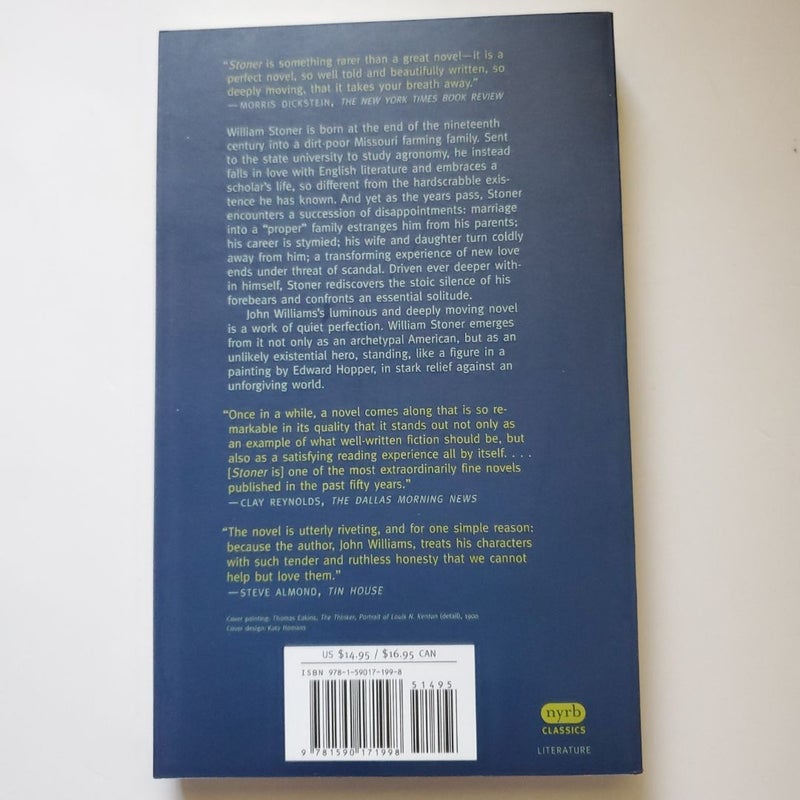 “Stoner is something rarer than a great novel—it is a
perfect novel, so well told and beautifully written, so
deeply moving, that it takes your breath away.”
—MORRIS DICKSTEIN, THE NEW YORK TIMES BOOK REVIEW
William Stoner is born at the end of the nineteenth
century into a dirt-poor Missouri farming family. Sent
to the state university to study agronomy, he instead
falls in love with English literature and embraces a
scholar’s life, so different from the hardscrabble exis-
tence he has known. And yet as the years pass, Stoner
encounters a succession of disappointments: marriage
into a “proper” family estranges him from his parents;
his career is stymied; his wife and daughter turn coldly
away from him; a transforming experience of new love
ends under threat of scandal. Driven ever deeper with-
in himself, Stoner rediscovers the stoic silence of his
forebears and confronts an essential solitude.
John Williams’s luminous and deeply moving novel
is a work of quiet perfection. William Stoner emerges
from it not only as an archetypal American, but as an
unlikely existential hero, standing, like a figure in a
painting by Edward Hopper, in stark relief against an
unforgiving world.
“Once in a while, a novel comes along that is so re-
markable in its quality that it stands out not only as
an example of what well-written fiction should be, but
also as a satisfying reading experience all by itself. . . .
[Stoner is] one of the most extraordinarily fine novels
published in the past fifty years.”
—CLAY REYNOLDS, THE DALLAS MORNING NEWS
“The novel is utterly riveting, and for one simple reason:
because the author, John Williams, treats his characters
with such tender and ruthless honesty that we cannot
help but love them.”
—STEVE ALMOND, TIN HOUSE
Cover painting: Thomas Eakins, The Thinker, Portrait of Louis N. Kenton (detail), 1900
Cover design: Katy Homans
US $14.95 / $16.95 CAN
ISBN 978-1-59017-199-8
51495
9 781590 171998
nyrb
CLASSICS
LITERATURE